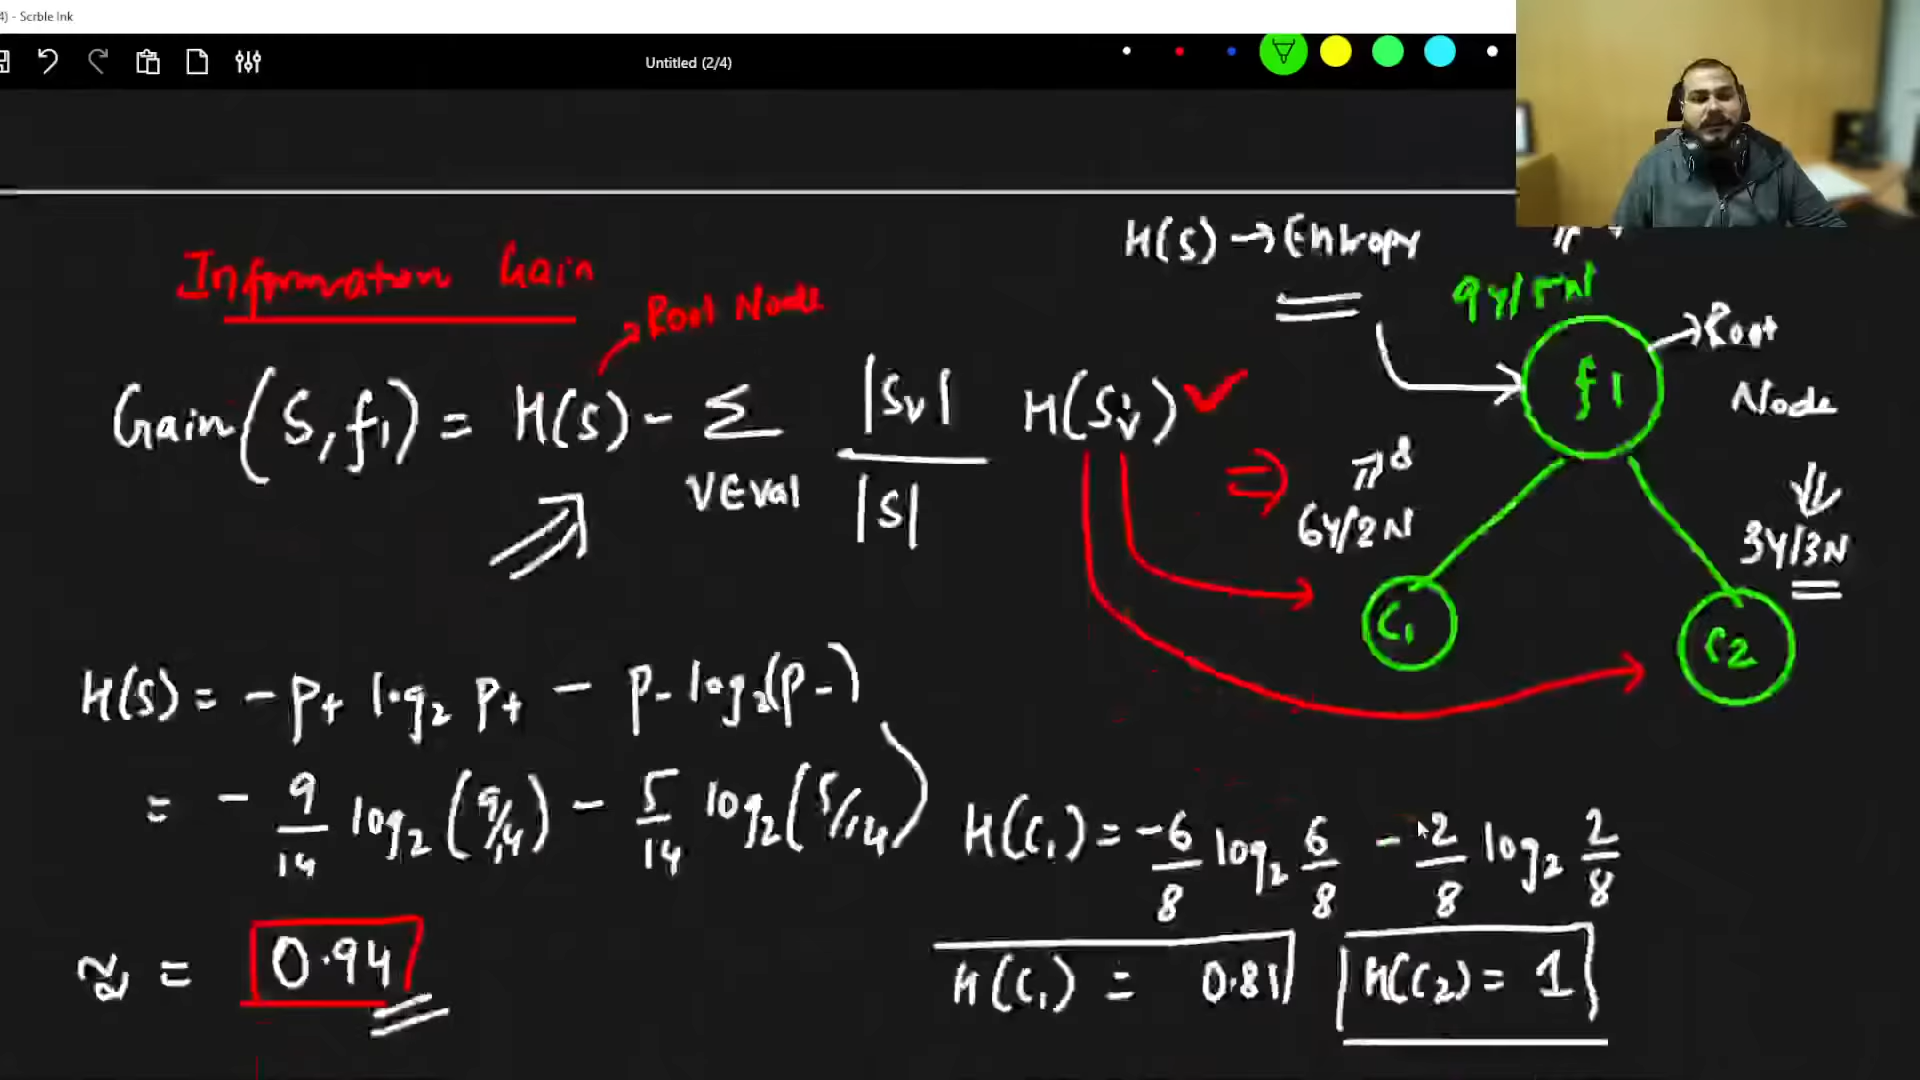 4) - Scrble Ink
Untitled (2/4)
H(S) → Entropy
Information Gain
Root Node
9Y/5N
f1
Root
Node
Gain(S, f1) = H(S) - Σ |Sv| H(Sv) ✓
v∈val |S|
⇒
8
6Y/2N
3Y/3N
C1
C2
H(S) = - P+ log2 P+ - P- log2(P-)
= - 9/14 log2 (9/14) - 5/14 log2 (5/14)
H(C1) = -6/8 log2 6/8 - 2/8 log2 2/8
≈ = 0.94
H(C1) = 0.81
H(C2) = 1